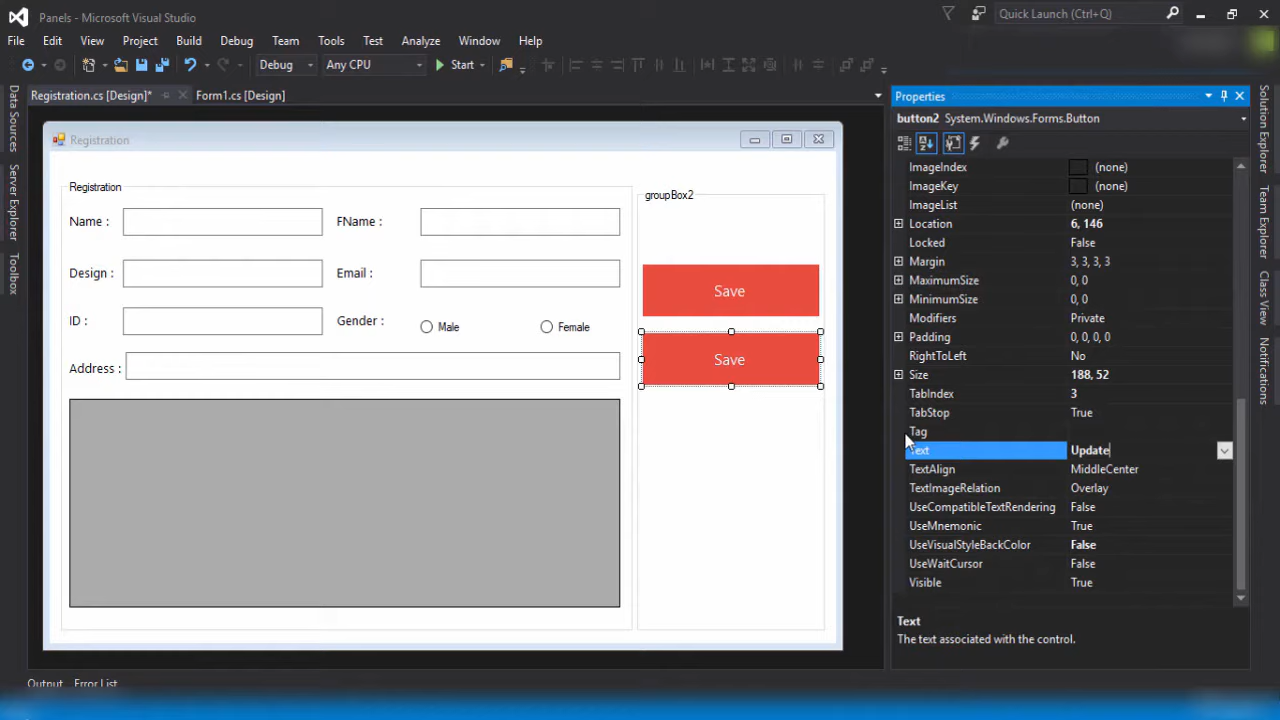 Panels - Microsoft Visual Studio
Quick Launch (Ctrl+Q)
File Edit View Project Build Debug Team Tools Test Analyze Window Help
Debug Any CPU Start
Registration.cs [Design]* Form1.cs [Design]
Data Sources
Server Explorer
Toolbox
Registration
Registration
groupBox2
Name :
FName :
Design :
Email :
ID :
Gender :
Male
Female
Address :
Save
Save
Properties
button2 System.Windows.Forms.Button
ImageIndex (none)
ImageKey (none)
ImageList (none)
Location 6, 146
Locked False
Margin 3, 3, 3, 3
MaximumSize 0, 0
MinimumSize 0, 0
Modifiers Private
Padding 0, 0, 0, 0
RightToLeft No
Size 188, 52
TabIndex 3
TabStop True
Tag
Text Update
TextAlign MiddleCenter
TextImageRelation Overlay
UseCompatibleTextRendering False
UseMnemonic True
UseVisualStyleBackColor False
UseWaitCursor False
Visible True
Text
The text associated with the control.
Solution Explorer
Team Explorer
Class View
Notifications
Output Error List